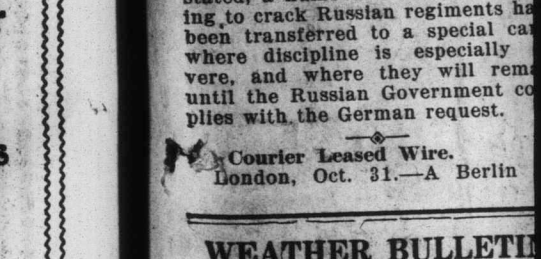 ing to crack Russian regiments ha
been transferred to a special ca
where discipline is especially
vere, and where they will rema
until the Russian Government co
plies with the German request.
Courier Leased Wire.
London, Oct. 31.—A Berlin
WEATHER BULLETIN